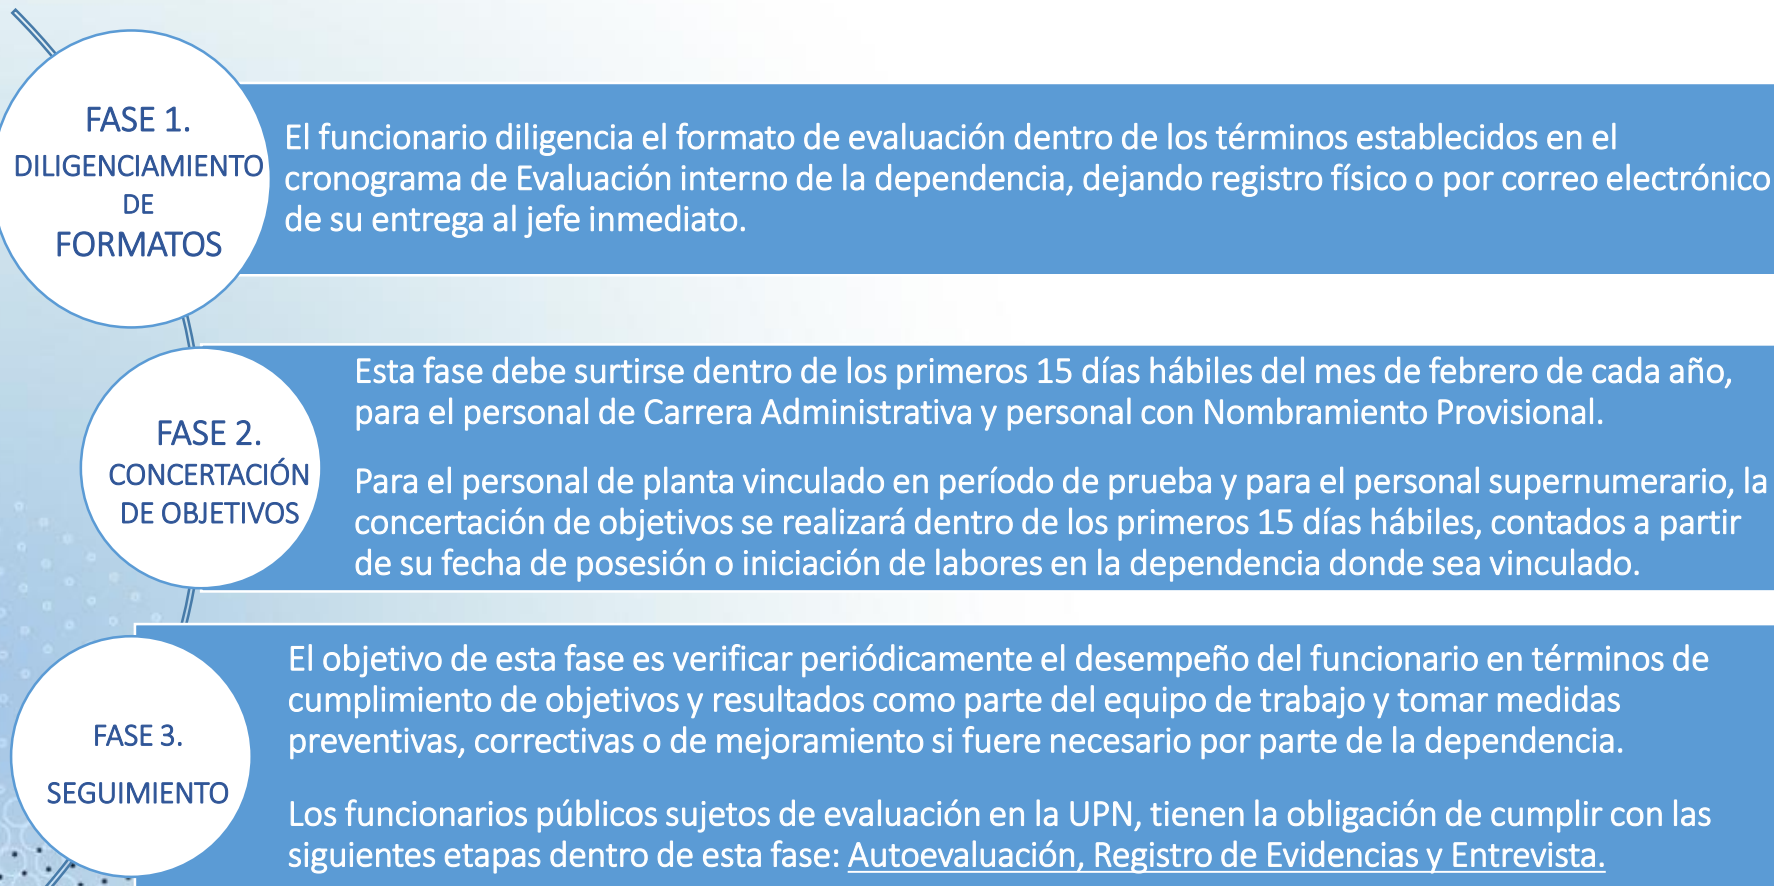 FASE 1.
DILIGENCIAMIENTO
DE
FORMATOS
El funcionario diligencia el formato de evaluación dentro de los términos establecidos en el
cronograma de Evaluación interno de la dependencia, dejando registro físico o por correo electrónico
de su entrega al jefe inmediato.
FASE 2.
CONCERTACIÓN
DE OBJETIVOS
Esta fase debe surtirse dentro de los primeros 15 días hábiles del mes de febrero de cada año,
para el personal de Carrera Administrativa y personal con Nombramiento Provisional.
Para el personal de planta vinculado en período de prueba y para el personal supernumerario, la
concertación de objetivos se realizará dentro de los primeros 15 días hábiles, contados a partir
de su fecha de posesión o iniciación de labores en la dependencia donde sea vinculado.
FASE 3.
SEGUIMIENTO
El objetivo de esta fase es verificar periódicamente el desempeño del funcionario en términos de
cumplimiento de objetivos y resultados como parte del equipo de trabajo y tomar medidas
preventivas, correctivas o de mejoramiento si fuere necesario por parte de la dependencia.
Los funcionarios públicos sujetos de evaluación en la UPN, tienen la obligación de cumplir con las
siguientes etapas dentro de esta fase: Autoevaluación, Registro de Evidencias y Entrevista.